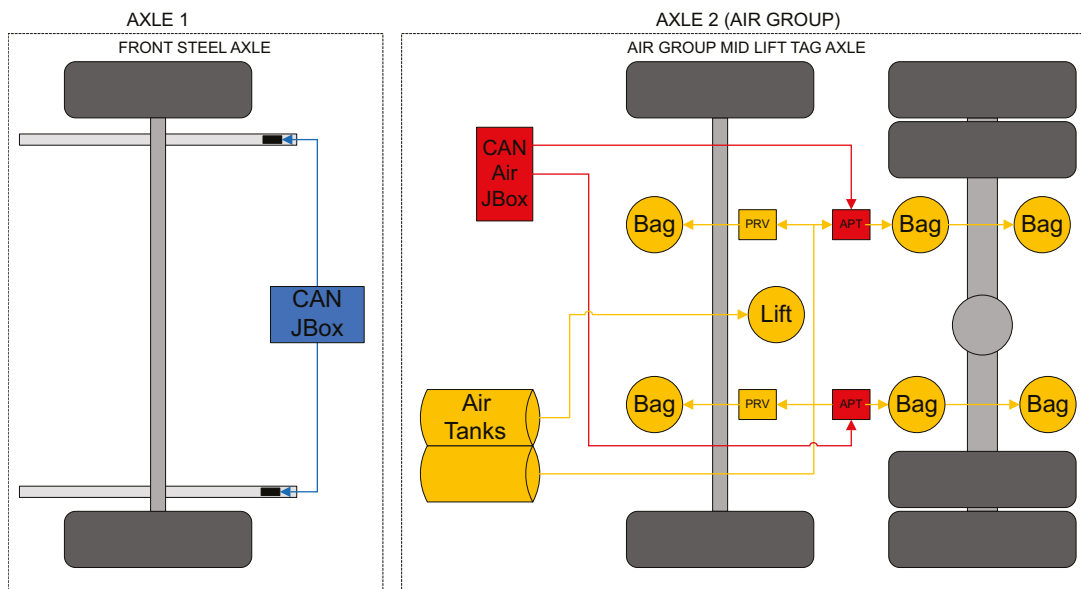 AXLE 1
FRONT STEEL AXLE
CAN
JBox
AXLE 2 (AIR GROUP)
AIR GROUP MID LIFT TAG AXLE
CAN
Air
JBox
Bag
PRV
APT
Bag
Bag
Lift
Air
Tanks
Bag
PRV
APT
Bag
Bag